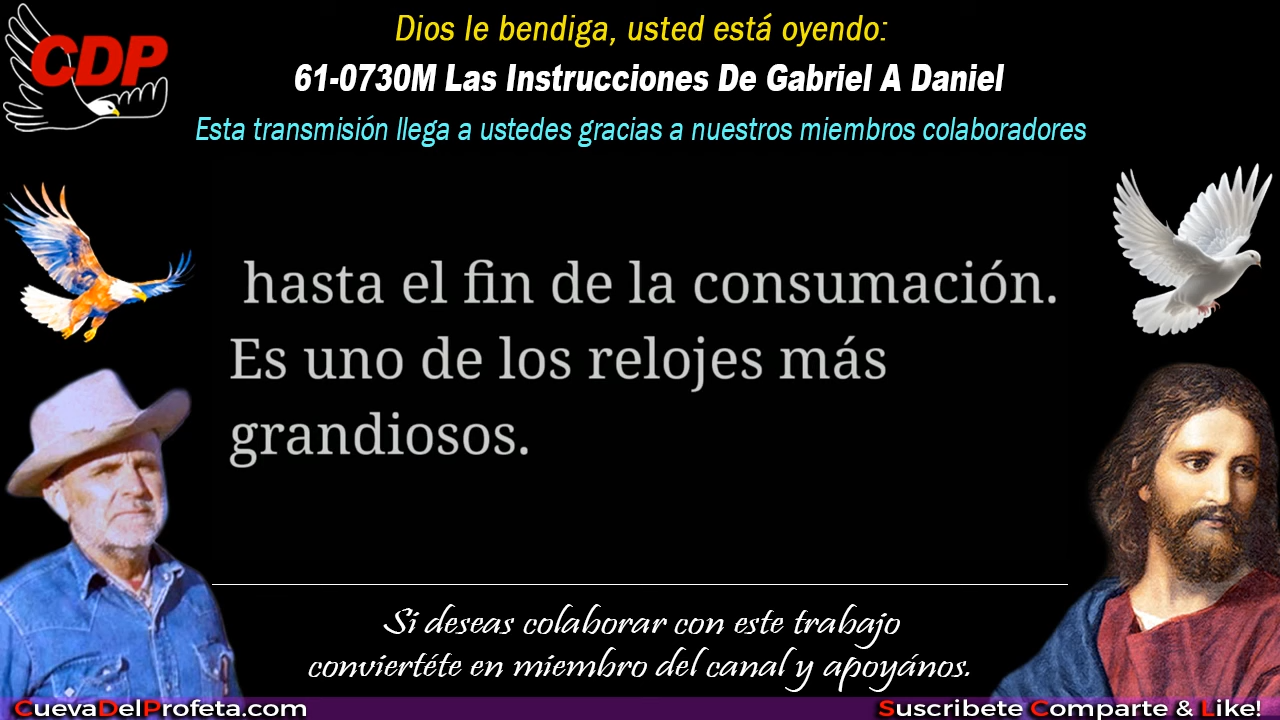 CDP
Dios le bendiga, usted está oyendo:
61-0730M Las Instrucciones De Gabriel A Daniel
Esta transmisión llega a ustedes gracias a nuestros miembros colaboradores
hasta el fin de la consumación.
Es uno de los relojes más
grandiosos.
Si deseas colaborar con este trabajo
conviertéte en miembro del canal y apoyános.
CuevaDelProfeta.com
Suscribete Comparte & Like!